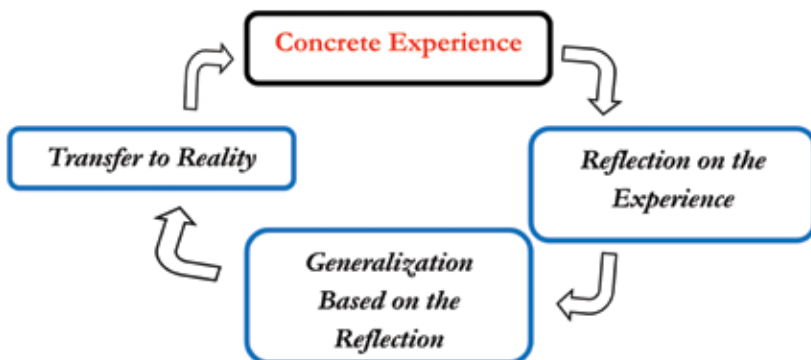 Concrete Experience
Transfer to Reality
Reflection on the
Experience
Generalization
Based on the
Reflection